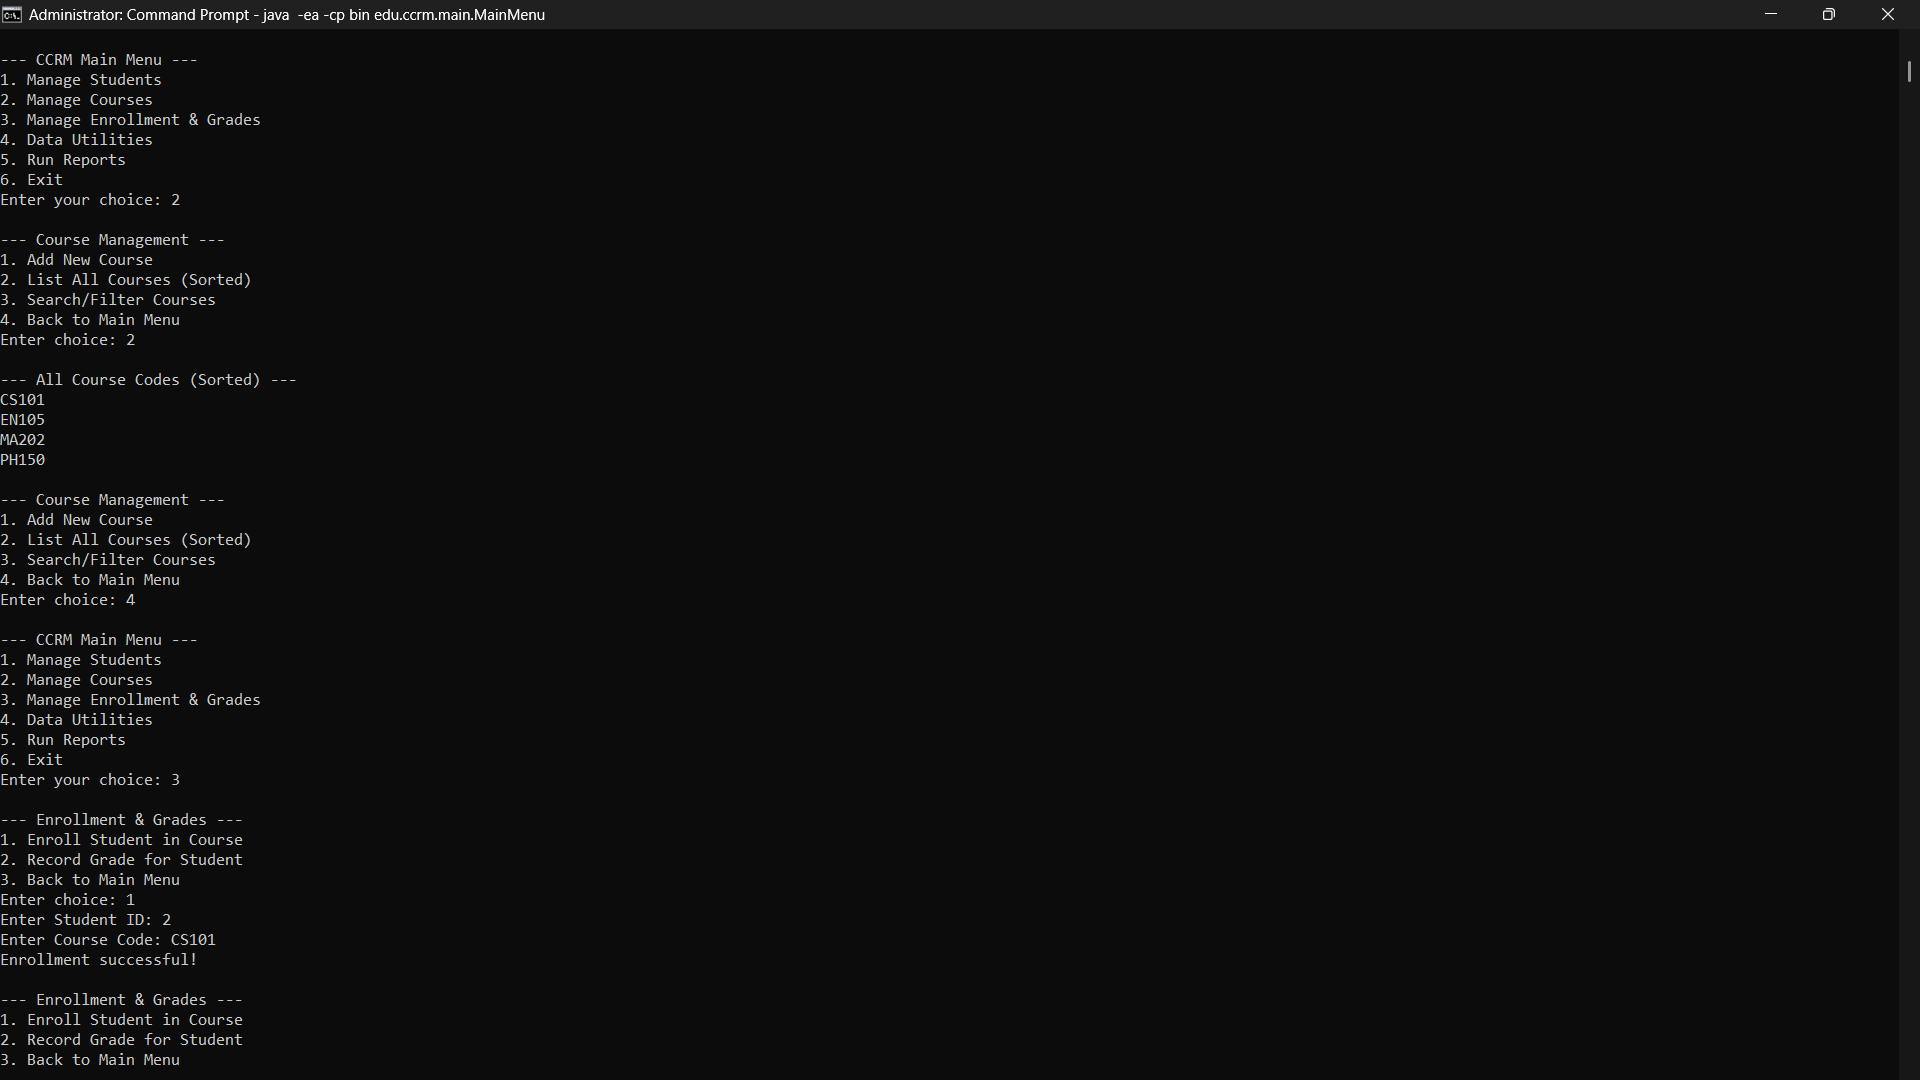 Administrator: Command Prompt - java  -ea -cp bin edu.ccrm.main.MainMenu
--- CCRM Main Menu ---
1. Manage Students
2. Manage Courses
3. Manage Enrollment & Grades
4. Data Utilities
5. Run Reports
6. Exit
Enter your choice: 2
--- Course Management ---
1. Add New Course
2. List All Courses (Sorted)
3. Search/Filter Courses
4. Back to Main Menu
Enter choice: 2
--- All Course Codes (Sorted) ---
CS101
EN105
MA202
PH150
--- Course Management ---
1. Add New Course
2. List All Courses (Sorted)
3. Search/Filter Courses
4. Back to Main Menu
Enter choice: 4
--- CCRM Main Menu ---
1. Manage Students
2. Manage Courses
3. Manage Enrollment & Grades
4. Data Utilities
5. Run Reports
6. Exit
Enter your choice: 3
--- Enrollment & Grades ---
1. Enroll Student in Course
2. Record Grade for Student
3. Back to Main Menu
Enter choice: 1
Enter Student ID: 2
Enter Course Code: CS101
Enrollment successful!
--- Enrollment & Grades ---
1. Enroll Student in Course
2. Record Grade for Student
3. Back to Main Menu